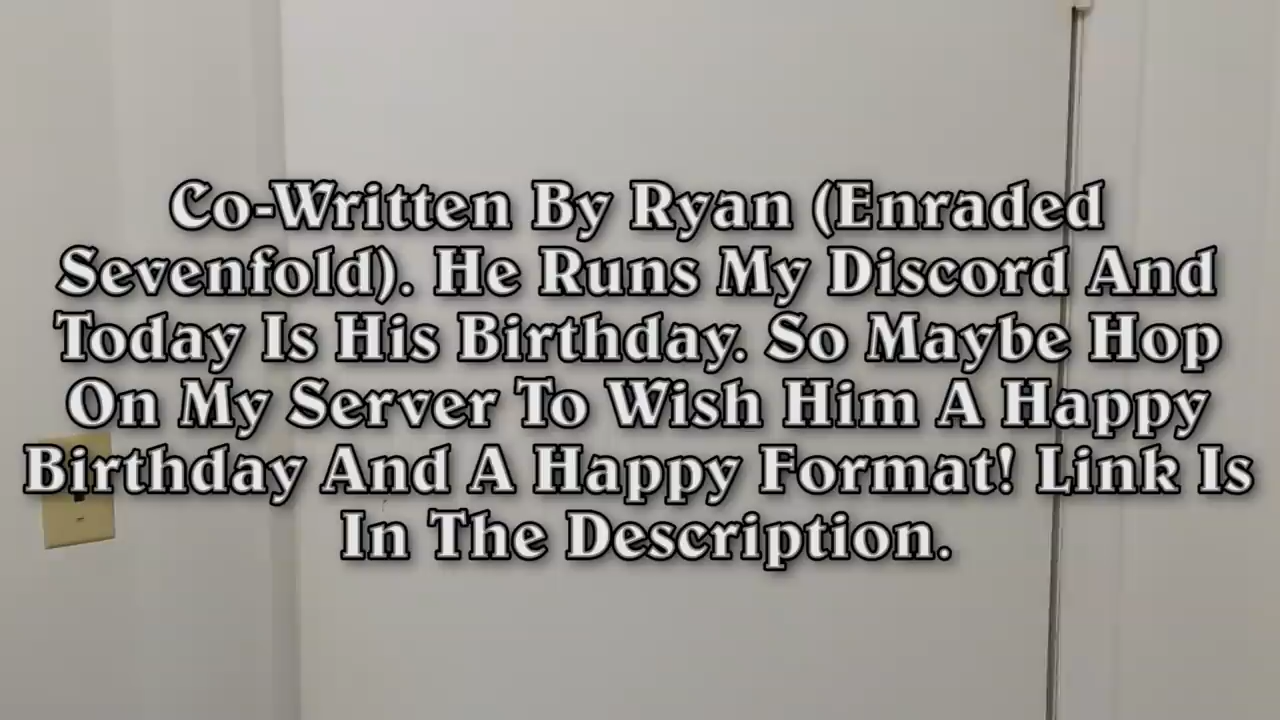 Co-Written By Ryan (Enraded
Sevenfold). He Runs My Discord And
Today Is His Birthday. So Maybe Hop
On My Server To Wish Him A Happy
Birthday And A Happy Format! Link Is
In The Description.